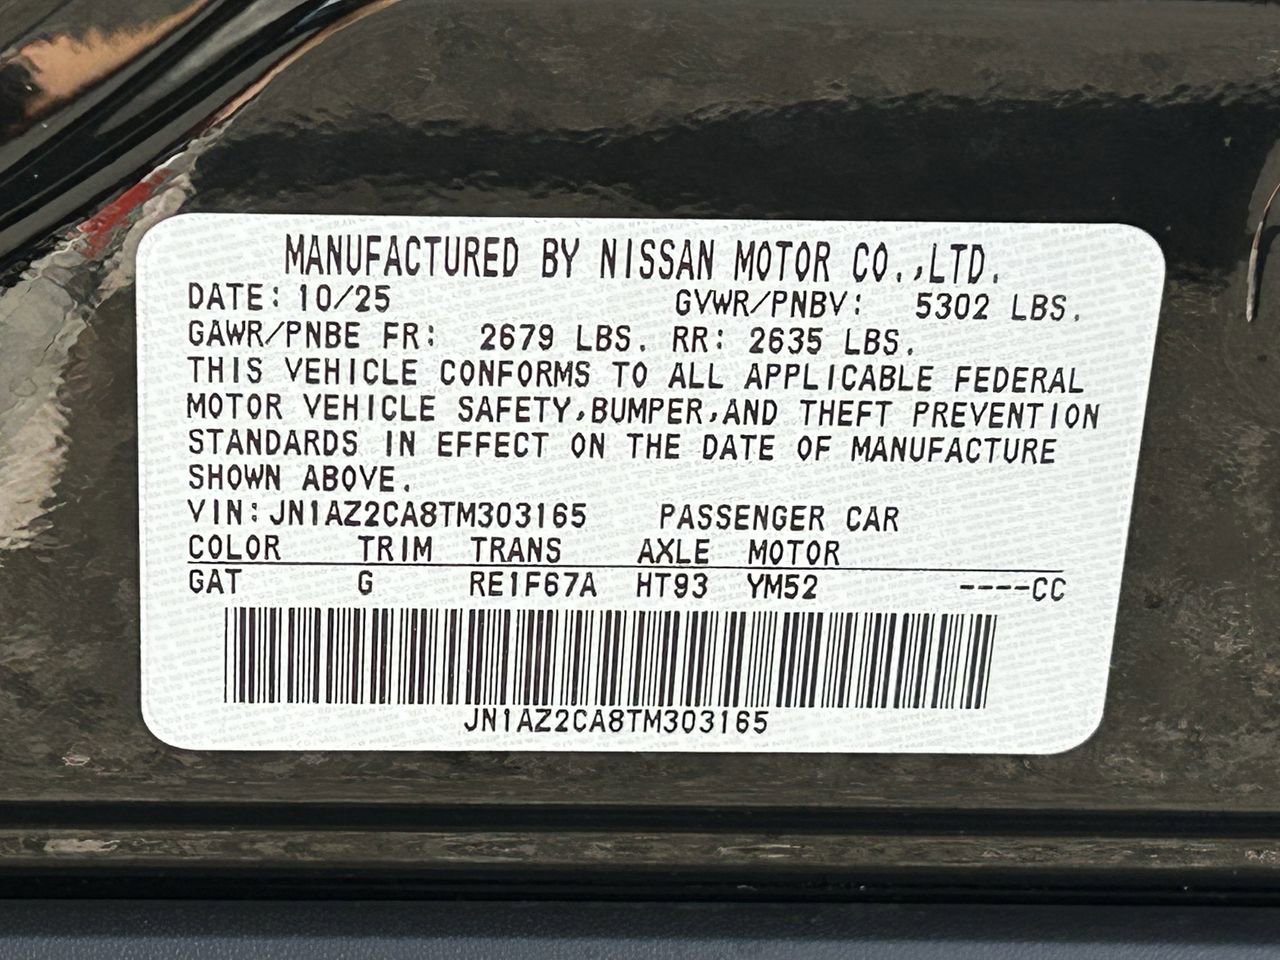 MANUFACTURED BY NISSAN MOTOR CO.,LTD.
DATE: 10/25 GVWR/PNBV: 5302 LBS.
GAWR/PNBE FR: 2679 LBS. RR: 2635 LBS.
THIS VEHICLE CONFORMS TO ALL APPLICABLE FEDERAL
MOTOR VEHICLE SAFETY,BUMPER,AND THEFT PREVENTION
STANDARDS IN EFFECT ON THE DATE OF MANUFACTURE
SHOWN ABOVE.
VIN: JN1AZ2CA8TM303165 PASSENGER CAR
COLOR TRIM TRANS AXLE MOTOR
GAT G RE1F67A HT93 YM52 ----CC
JN1AZ2CA8TM303165